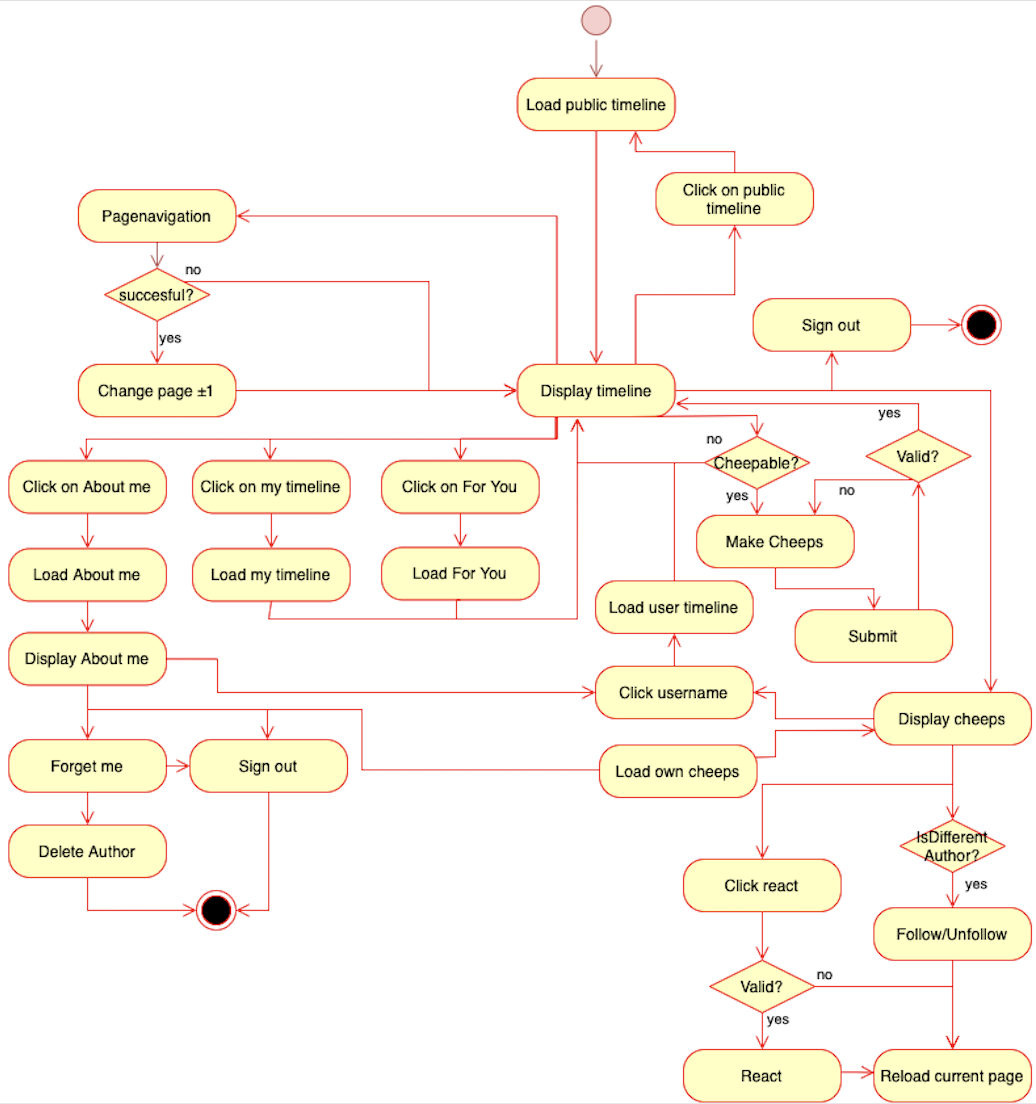 Load public timeline
Click on public
timeline
Pagenavigation
no
succesful?
yes
Sign out
Change page ±1
Display timeline
yes
no
Cheepable?
Valid?
Click on About me
Click on my timeline
Click on For You
yes
no
Make Cheeps
Load About me
Load my timeline
Load For You
Load user timeline
Submit
Display About me
Click username
Display cheeps
Forget me
Sign out
Load own cheeps
IsDifferent
Author?
Delete Author
Click react
yes
Follow/Unfollow
Valid?
no
yes
React
Reload current page